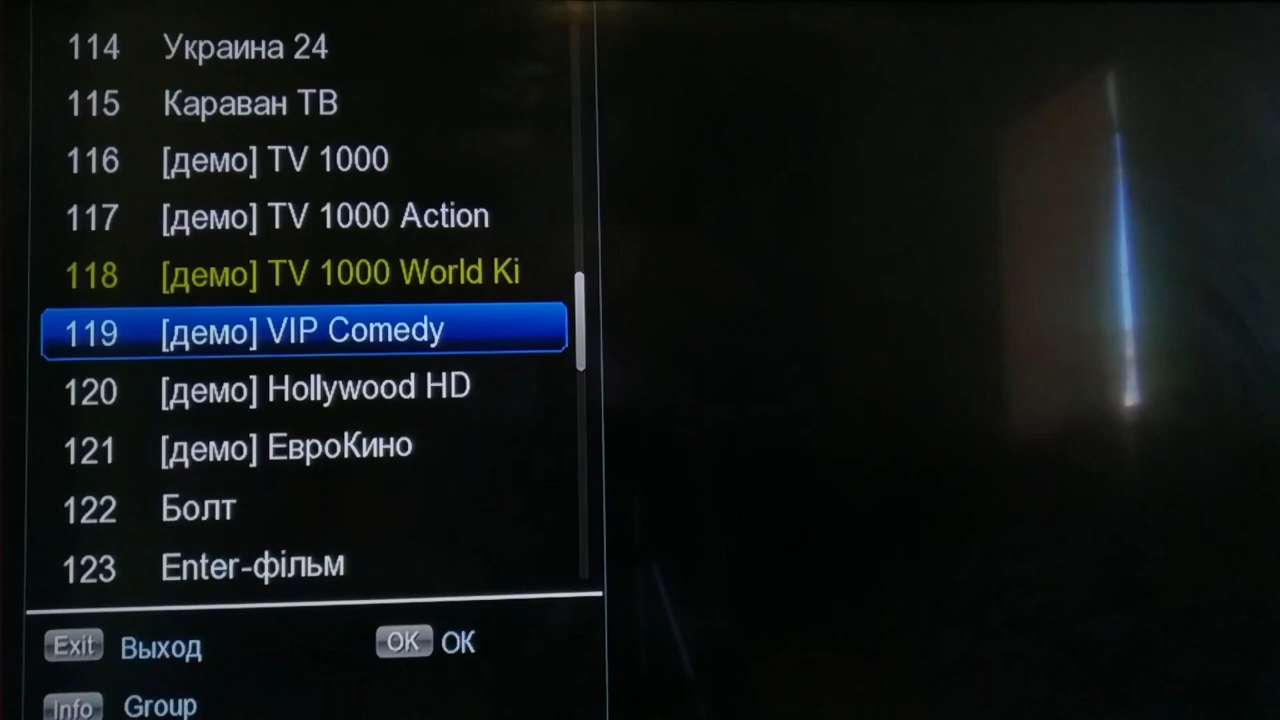 114 Украина 24
115 Караван ТВ
116 [демо] TV 1000
117 [демо] TV 1000 Action
118 [демо] TV 1000 World Ki
119 [демо] VIP Comedy
120 [демо] Hollywood HD
121 [демо] ЕвроКино
122 Болт
123 Enter-фільм
Exit Выход OK ОК
Info Group